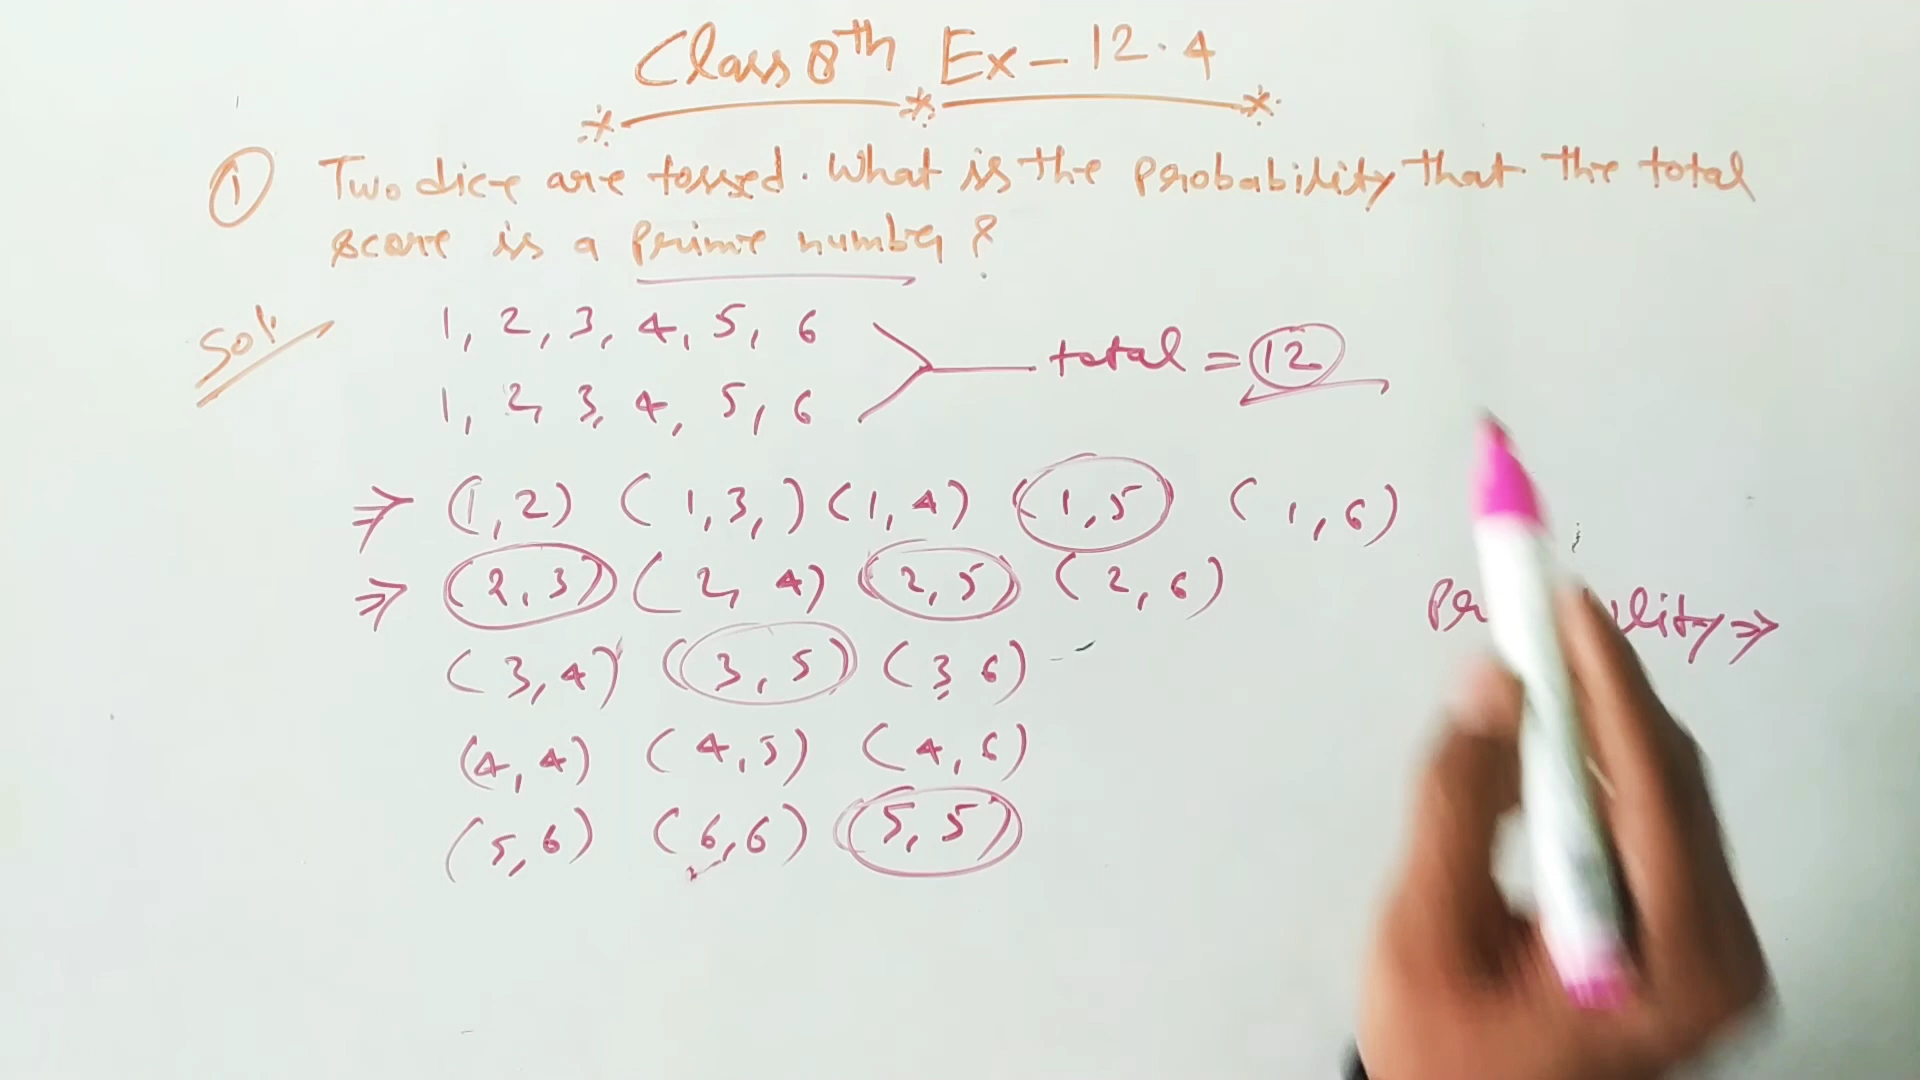 Class 8th Ex-12.4
① Two dice are tossed. What is the probability that the total
score is a prime number?
Sol.
1, 2, 3, 4, 5, 6
1, 2, 3, 4, 5, 6
total = 12
⇒ (1,2) (1,3,) (1,4) (1,5) (1,6)
⇒ (2,3) (2,4) (2,5) (2,6)
(3,4) (3,5) (3,6)
(4,4) (4,5) (4,6)
(5,6) (6,6) (5,5)